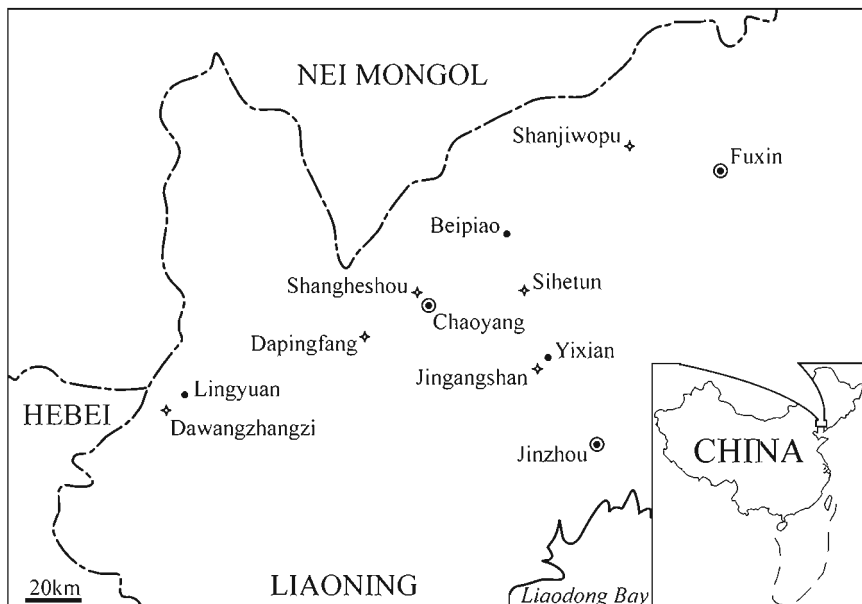 NEI MONGOL
Shanjiwopu
Fuxin
Beipiao
Shangheshou
Sihetun
Chaoyang
Dapingfang
Yixian
Jingangshan
Lingyuan
HEBEI
Dawangzhangzi
Jinzhou
CHINA
20km
LIAONING
Liaodong Bay